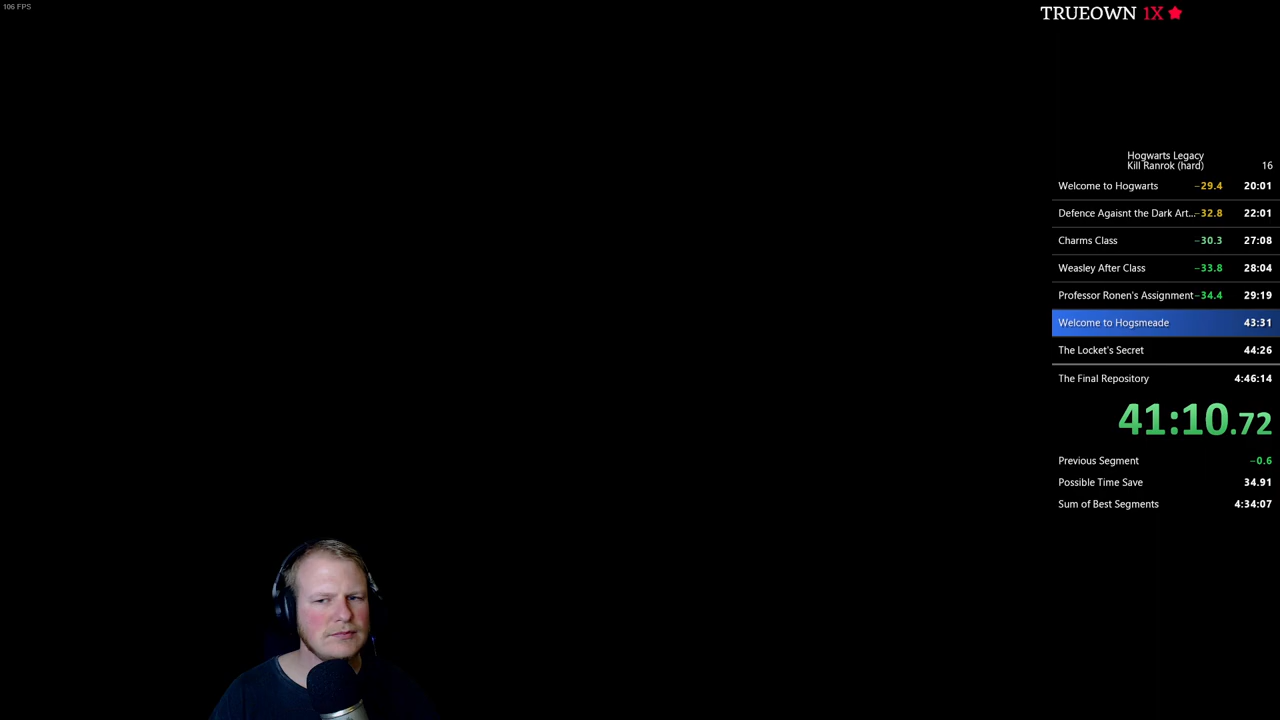 106 FPS
TRUEOWN 1X
Hogwarts Legacy
Kill Ranrok (hard) 16
Welcome to Hogwarts −29.4 20:01
Defence Agaisnt the Dark Art... −32.8 22:01
Charms Class −30.3 27:08
Weasley After Class −33.8 28:04
Professor Ronen's Assignment −34.4 29:19
Welcome to Hogsmeade 43:31
The Locket's Secret 44:26
The Final Repository 4:46:14
41:10.72
Previous Segment −0.6
Possible Time Save 34.91
Sum of Best Segments 4:34:07